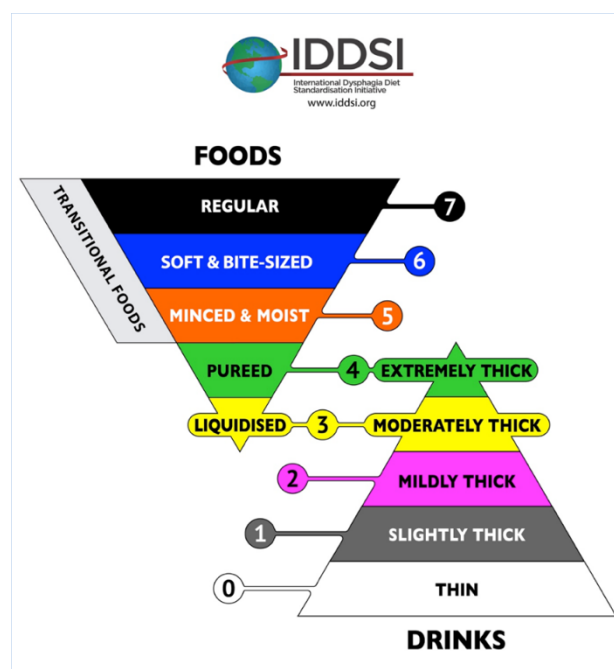 IDDSI
International Dysphagia Diet
Standardisation Initiative
www.iddsi.org
FOODS
TRANSITIONAL FOODS
REGULAR
7
SOFT & BITE-SIZED
6
MINCED & MOIST
5
PUREED
4
EXTREMELY THICK
LIQUIDISED
3
MODERATELY THICK
2
MILDLY THICK
1
SLIGHTLY THICK
0
THIN
DRINKS